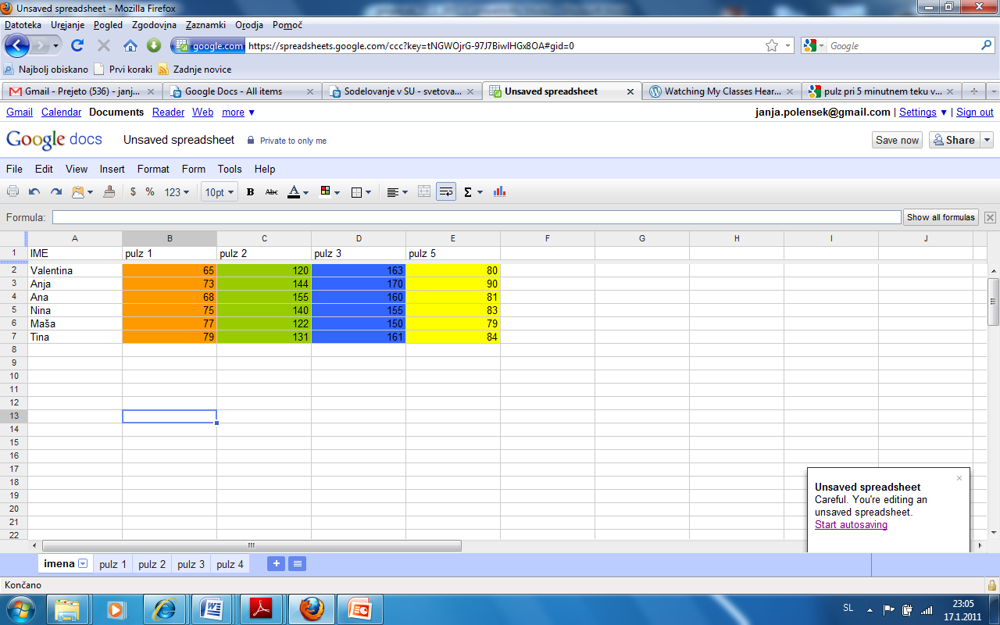 Unsaved spreadsheet - Mozilla Firefox
Datoteka Urejanje Pogled Zgodovina Zaznamki Orodja Pomoč
google.com https://spreadsheets.google.com/ccc?key=tNGWOjrG-97J7BiwIHGx8OA#gid=0 Google
Najbolj obiskano Prvi koraki Zadnje novice
Gmail - Prejeto (536) - janj... Google Docs - All items Sodelovanje v SU - svetova... Unsaved spreadsheet Watching My Classes Hear... pulz pri 5 minutnem teku v...
Gmail Calendar Documents Reader Web more ▼ janja.polensek@gmail.com | Settings ▼ | Sign out
Google docs Unsaved spreadsheet Private to only me Save now Share
File Edit View Insert Format Form Tools Help
$ % 123 10pt B Abc A Σ
Formula: Show all formulas
A B C D E F G H I J
1 IME pulz 1 pulz 2 pulz 3 pulz 5
2 Valentina 65 120 163 80
3 Anja 73 144 170 90
4 Ana 68 155 160 81
5 Nina 75 140 155 83
6 Maša 77 122 150 79
7 Tina 79 131 161 84
8
9
10
11
12
13
14
15
16
17
18
19
20
21
22
Unsaved spreadsheet
Careful. You're editing an
unsaved spreadsheet.
Start autosaving
imena pulz 1 pulz 2 pulz 3 pulz 4
Končano
SL 23:05
17.1.2011